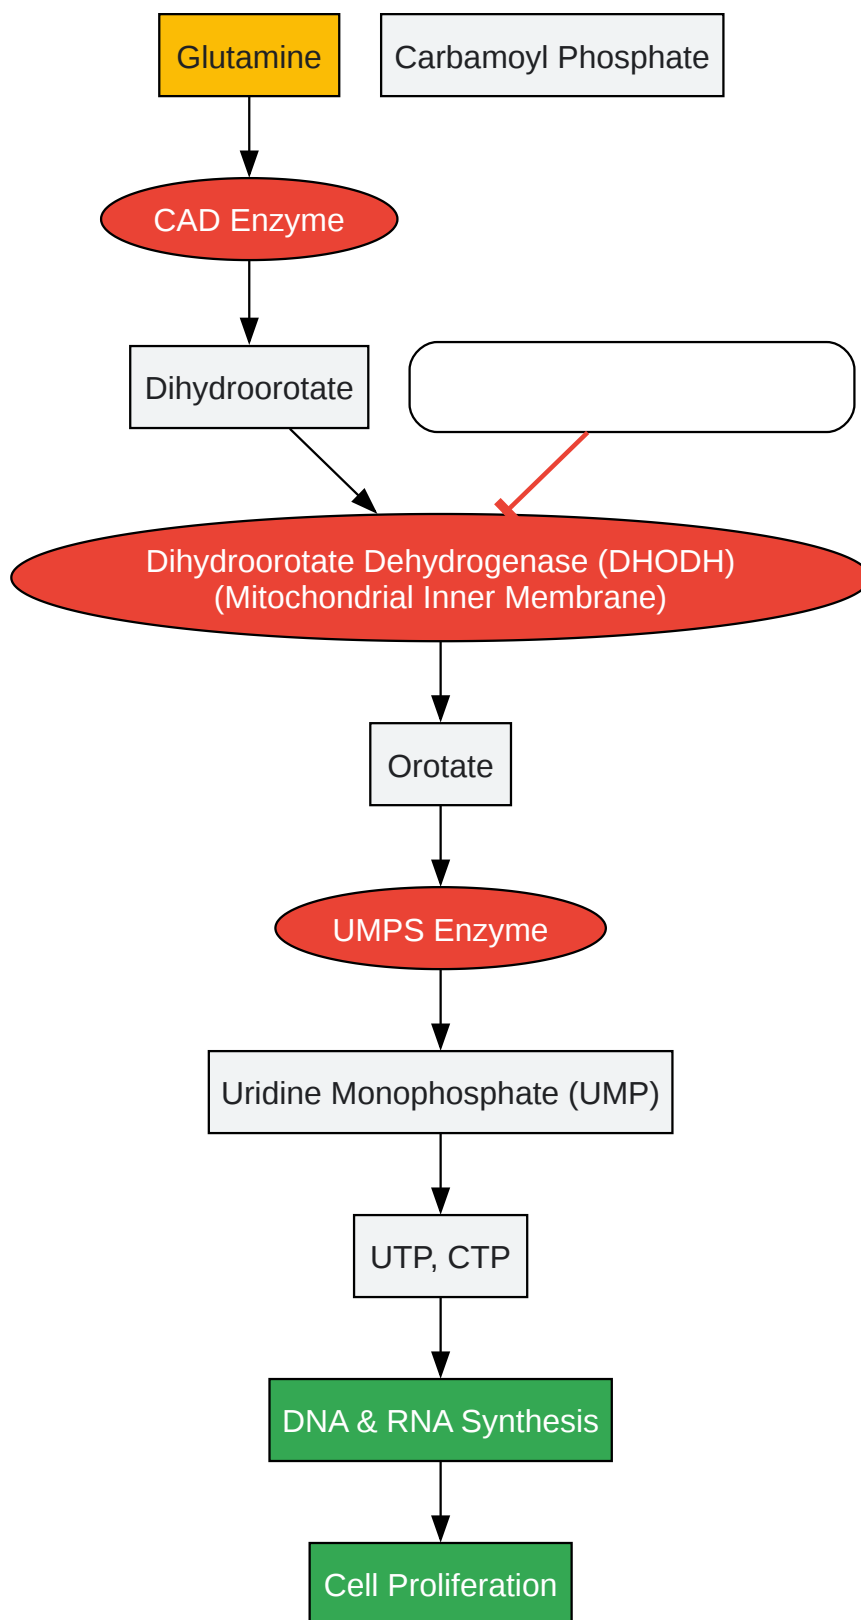 Glutamine
Carbamoyl Phosphate
CAD Enzyme
Dihydroorotate
Dihydroorotate Dehydrogenase (DHODH)
(Mitochondrial Inner Membrane)
Orotate
UMPS Enzyme
Uridine Monophosphate (UMP)
UTP, CTP
DNA & RNA Synthesis
Cell Proliferation